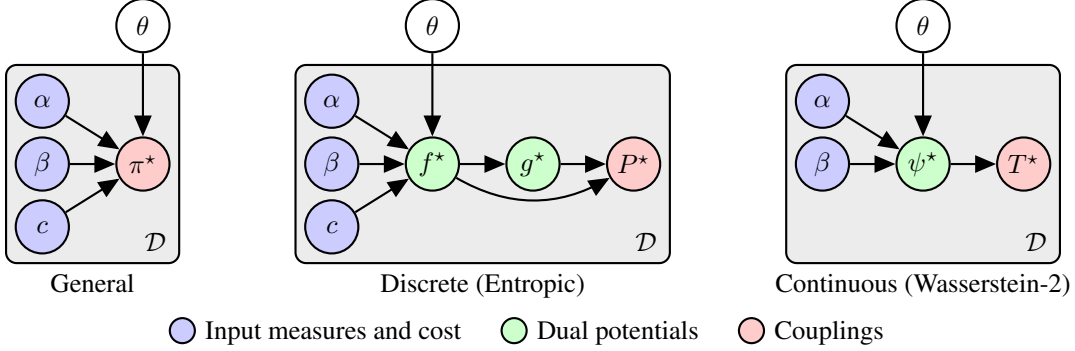 θ θ θ
α α α
β π⋆ β f⋆ g⋆ P⋆ β ψ⋆ T⋆
c c
𝒟 𝒟 𝒟
General Discrete (Entropic) Continuous (Wasserstein-2)
Input measures and cost Dual potentials Couplings